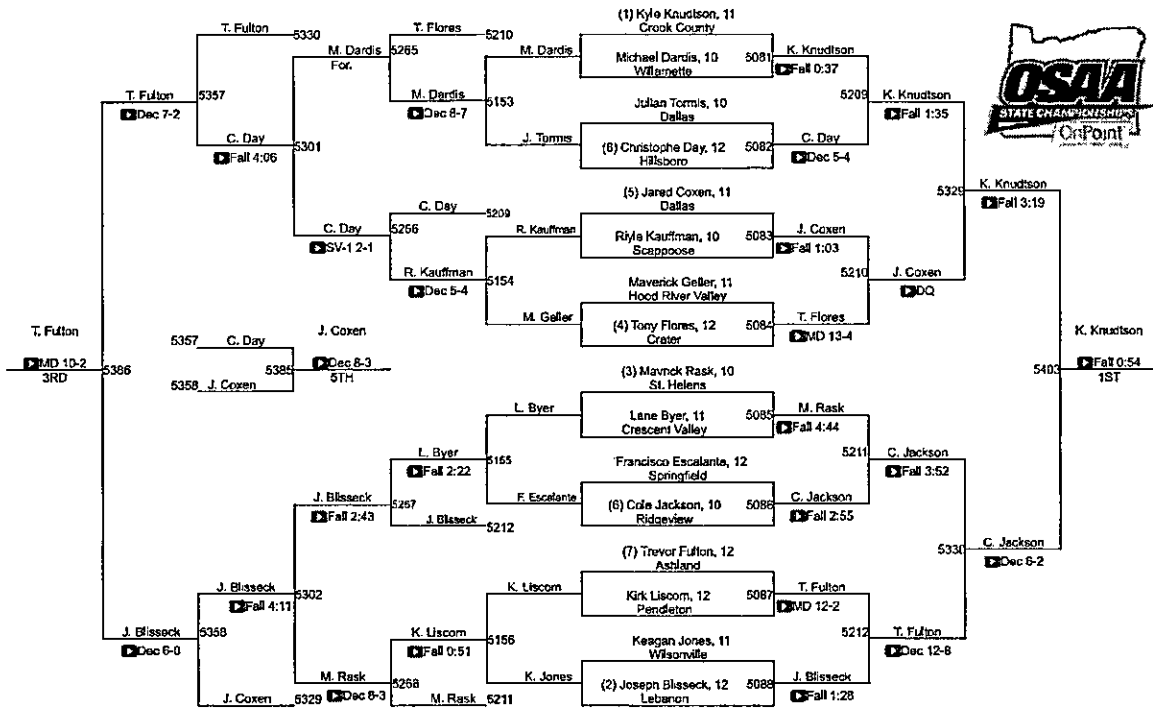 (1) Kyle Knudtson, 11
Crook County
Michael Dardis, 10
Willamette
5081
Julian Tormis, 10
Dallas
(8) Christophe Day, 12
Hillsboro
5082
(5) Jared Coxen, 11
Dallas
Riyle Kauffman, 10
Scappoose
5083
Maverick Geller, 11
Hood River Valley
(4) Tony Flores, 12
Crater
5084
(3) Mavrick Rask, 10
St. Helens
Lane Byer, 11
Crescent Valley
5085
Francisco Escalante, 12
Springfield
(6) Cole Jackson, 10
Ridgeview
5086
(7) Trevor Fulton, 12
Ashland
Kirk Liscom, 12
Pendleton
5087
Keagan Jones, 11
Wilsonville
(2) Joseph Blisseck, 12
Lebanon
5088
K. Knudtson
Fall 0:37
5209
C. Day
Dec 5-4
J. Coxen
Fall 1:03
5210
T. Flores
MD 13-4
M. Rask
Fall 4:44
5211
C. Jackson
Fall 2:55
T. Fulton
MD 12-2
5212
J. Blisseck
Fall 1:28
K. Knudtson
Fall 1:35
5329
J. Coxen
DQ
C. Jackson
Fall 3:52
5330
T. Fulton
Dec 12-8
K. Knudtson
Fall 3:19
5403
C. Jackson
Dec 6-2
K. Knudtson
Fall 0:54
1ST
M. Dardis
5153
J. Tormis
R. Kauffman
5154
M. Geller
L. Byer
5155
F. Escalante
K. Liscom
5156
K. Jones
T. Flores
5210
5265
M. Dardis
Dec 8-7
C. Day
5209
5266
R. Kauffman
Dec 5-4
L. Byer
Fall 2:22
5267
J. Blisseck
5212
K. Liscom
Fall 0:51
5268
M. Rask
5211
M. Dardis
For.
5301
C. Day
SV-1 2-1
J. Blisseck
Fall 2:43
5302
M. Rask
Dec 8-3
T. Fulton
5330
5357
C. Day
Fall 4:06
J. Blisseck
Fall 4:11
5358
J. Coxen
5329
T. Fulton
Dec 7-2
5386
J. Blisseck
Dec 6-0
T. Fulton
MD 10-2
3RD
5357
C. Day
5385
5358
J. Coxen
J. Coxen
Dec 8-3
5TH
OSAA
STATE CHAMPIONSHIPS
OnPoint